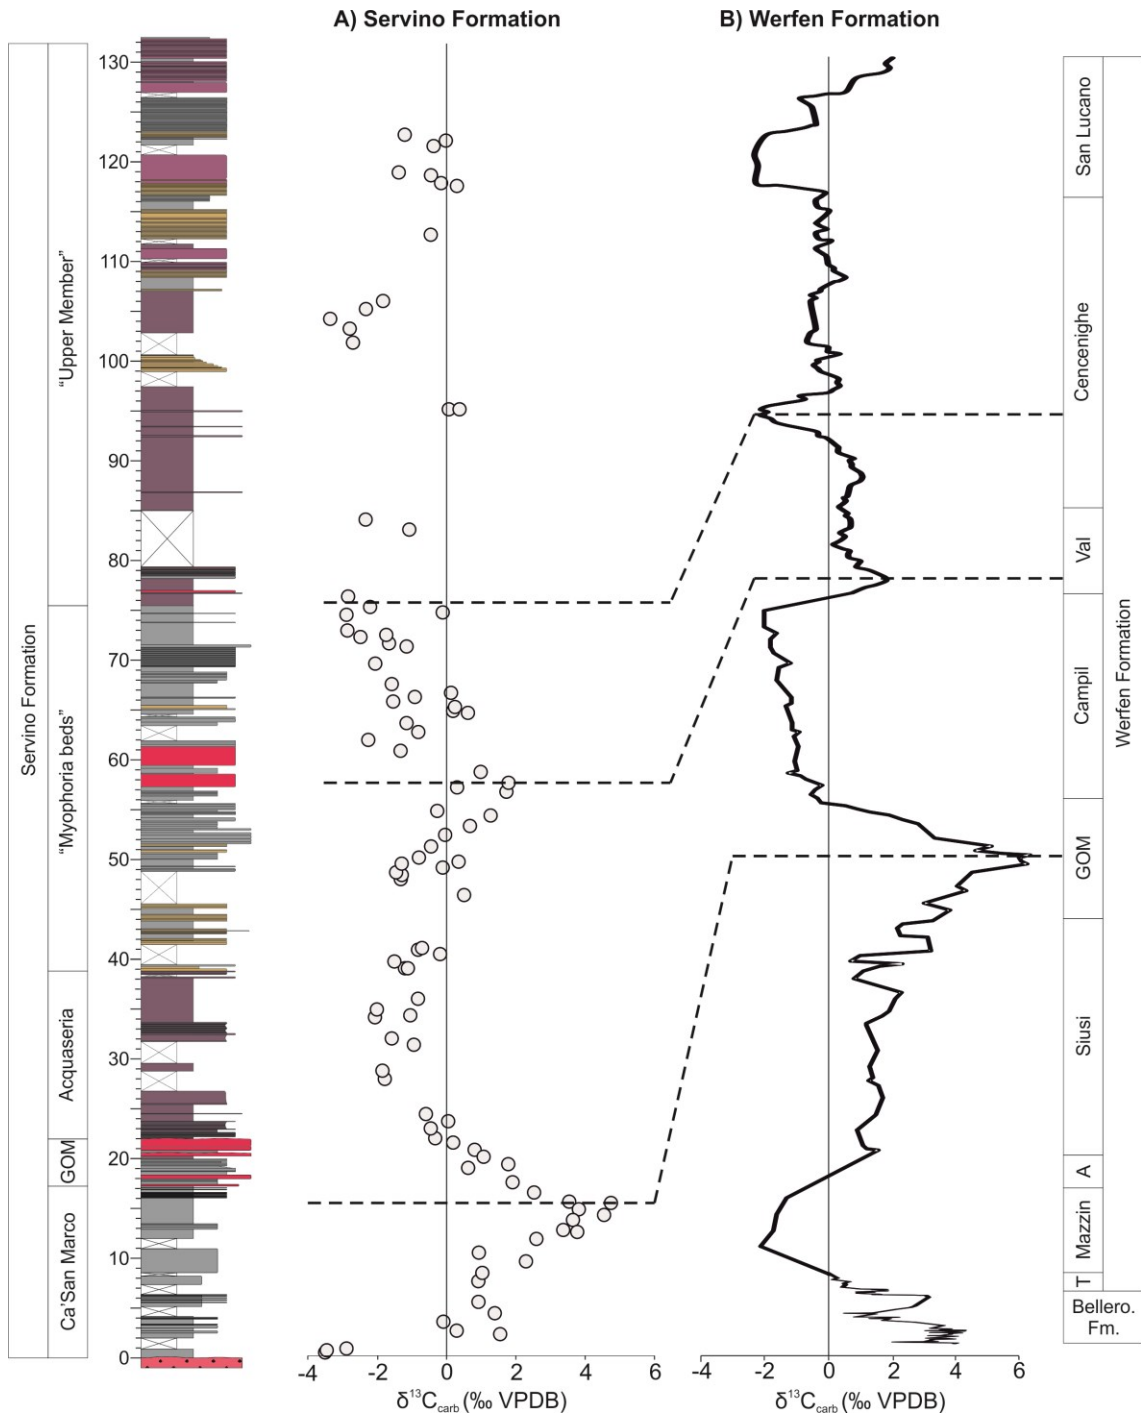 A) Servino Formation
B) Werfen Formation
Servino Formation
"Upper Member"
"Myophoria beds"
Acquaseria
GOM
Ca'San Marco
130
120
110
100
90
80
70
60
50
40
30
20
10
0
-4 -2 0 2 4 6
δ¹³Ccarb (‰ VPDB)
-4 -2 0 2 4 6
δ¹³Ccarb (‰ VPDB)
San Lucano
Cencenighe
Val
Campil
GOM
Siusi
A
Mazzin
T
Bellero.
Fm.
Werfen Formation